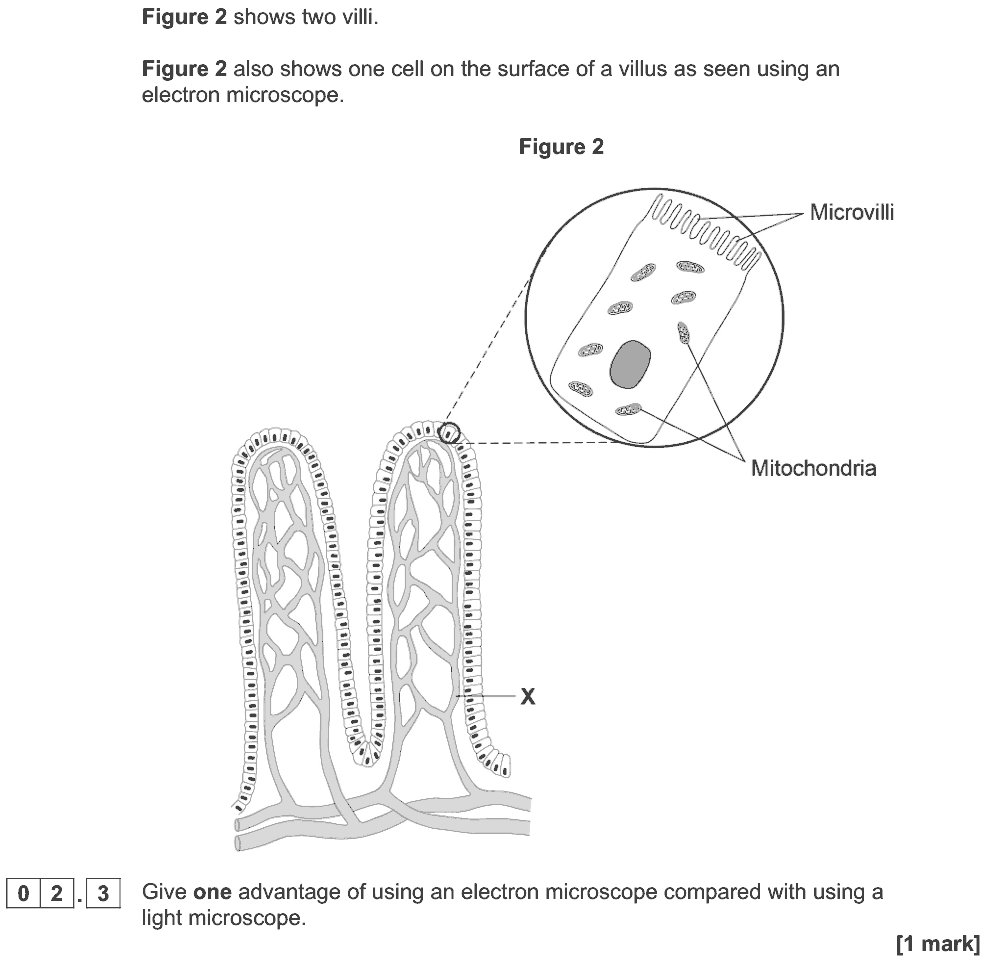 Figure 2 shows two villi.
Figure 2 also shows one cell on the surface of a villus as seen using an
electron microscope.
Figure 2
Microvilli
Mitochondria
X
0 2 . 3 Give one advantage of using an electron microscope compared with using a
light microscope.
[1 mark]